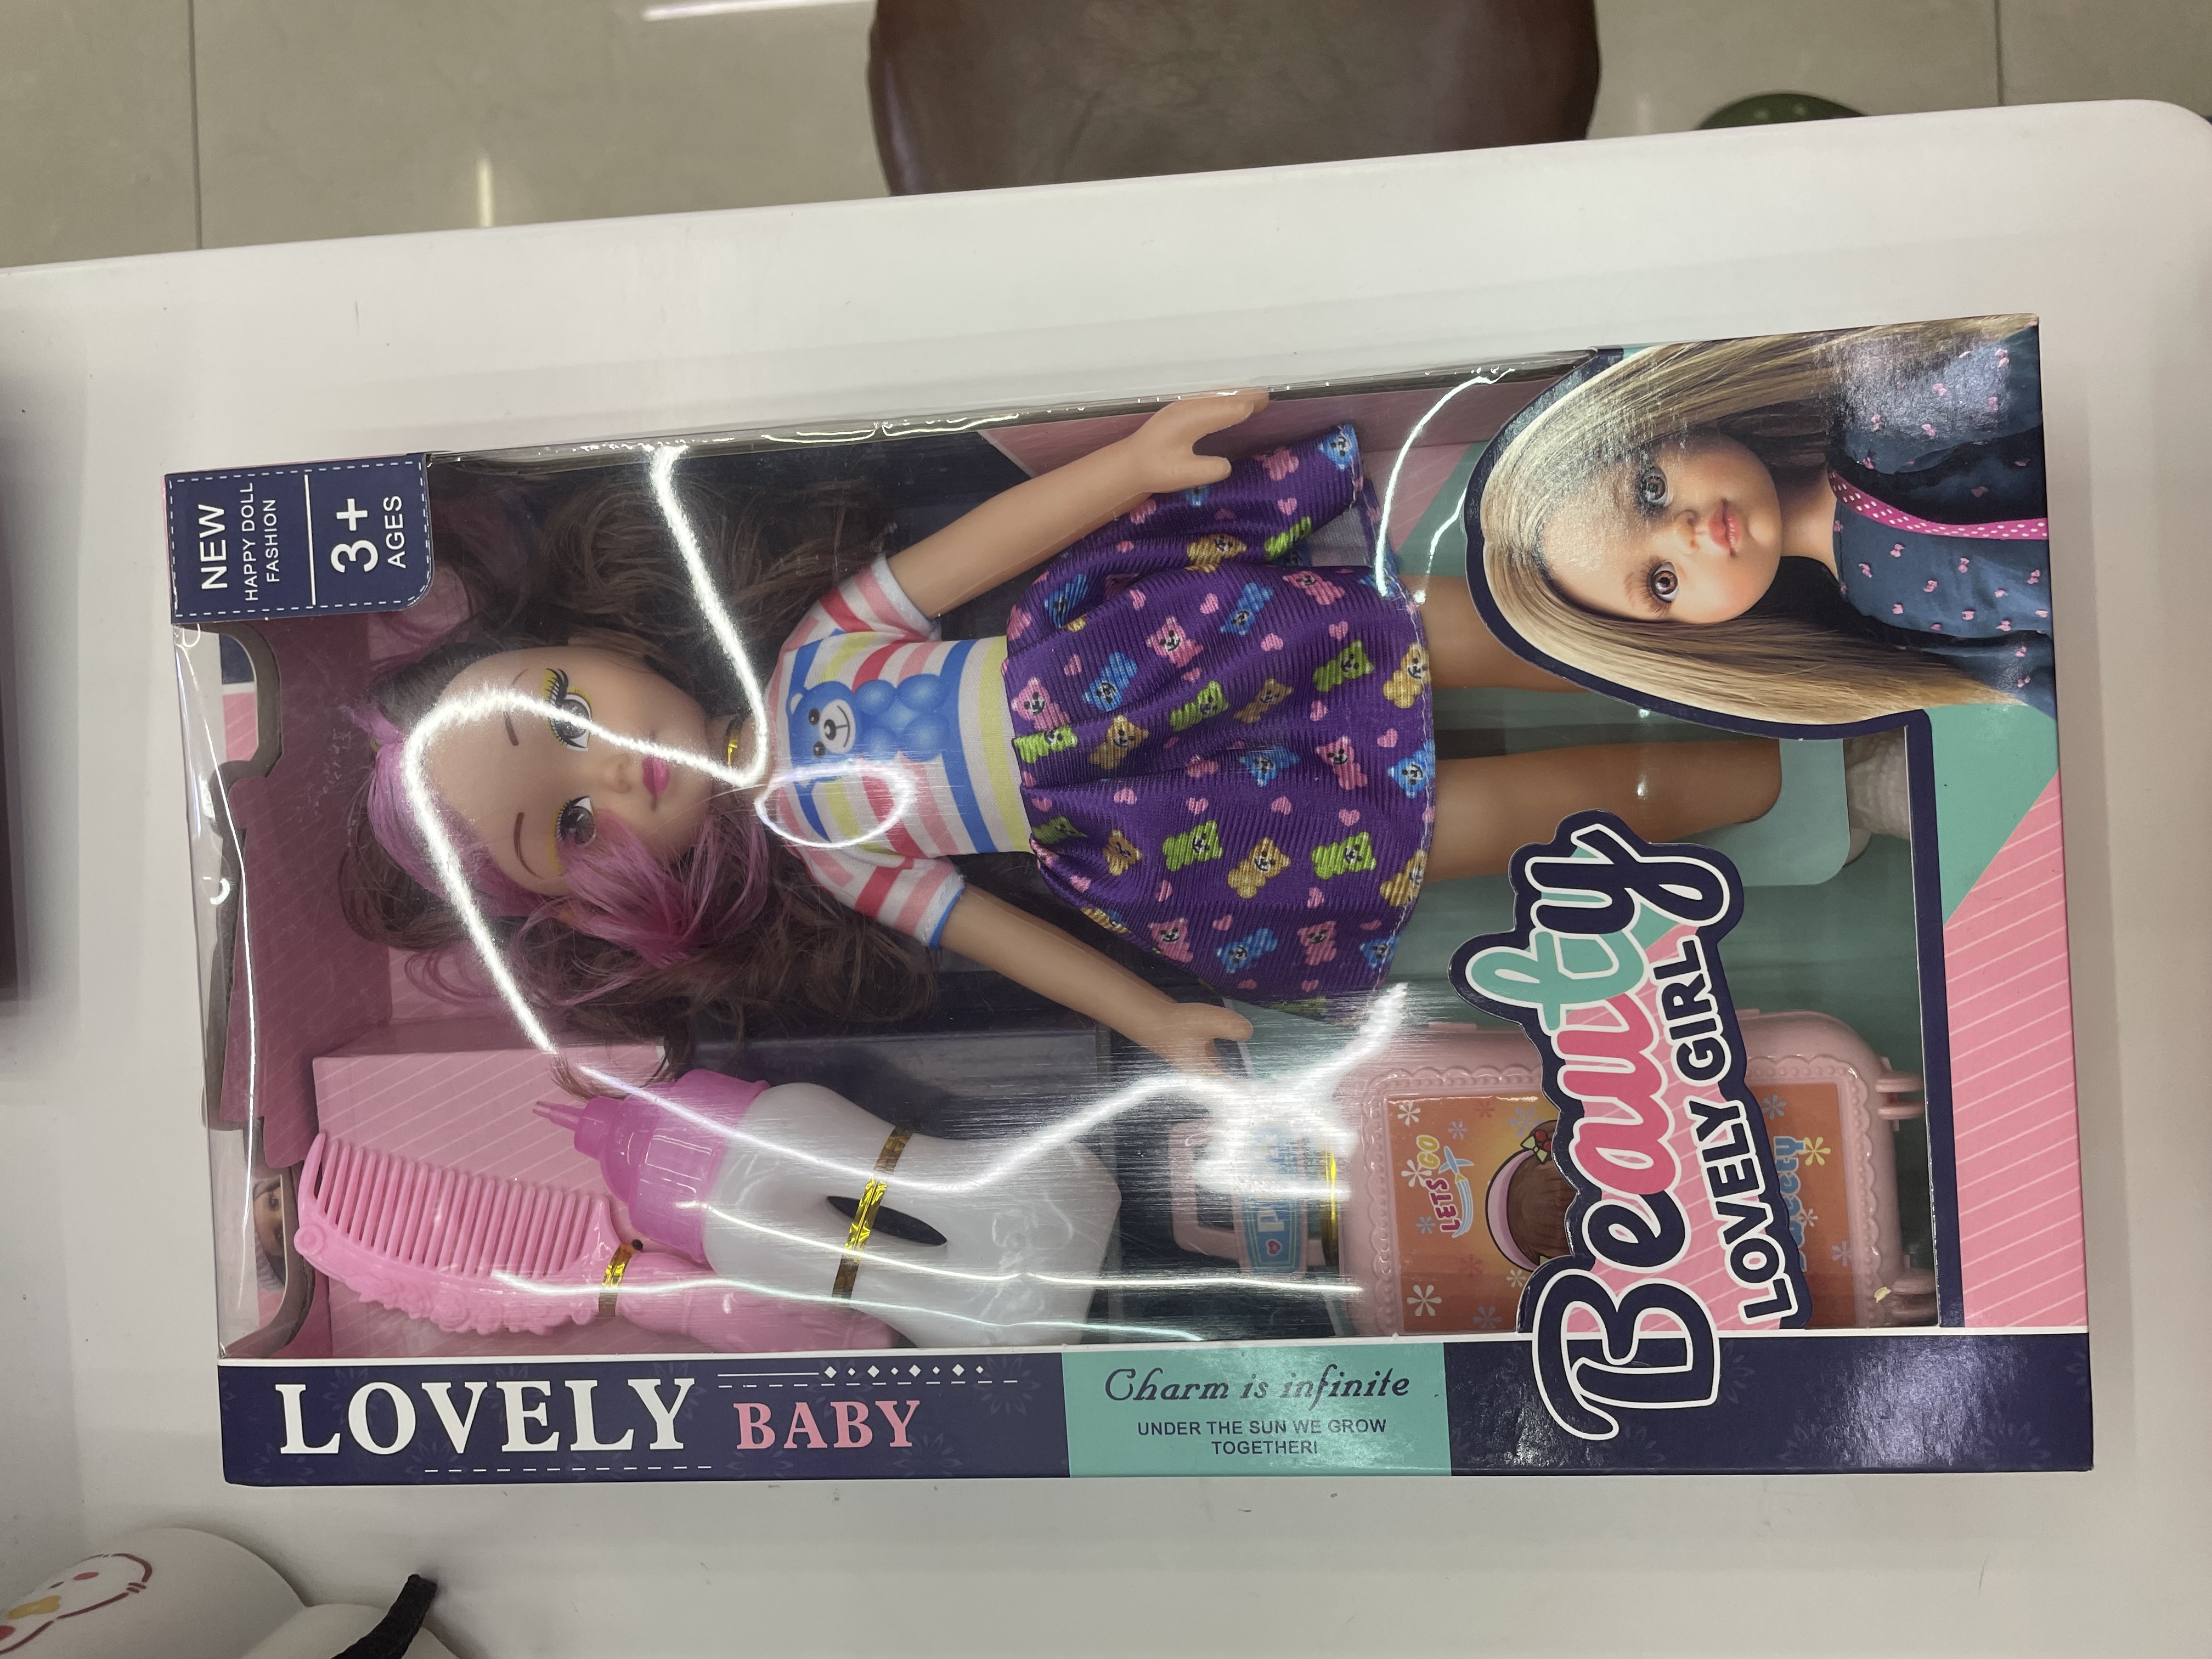 NEW
HAPPY DOLL
FASHION
3+
AGES
LETS GO
Beauty
LOVELY GIRL
LOVELY
BABY
Charm is infinite
UNDER THE SUN WE GROW
TOGETHER!